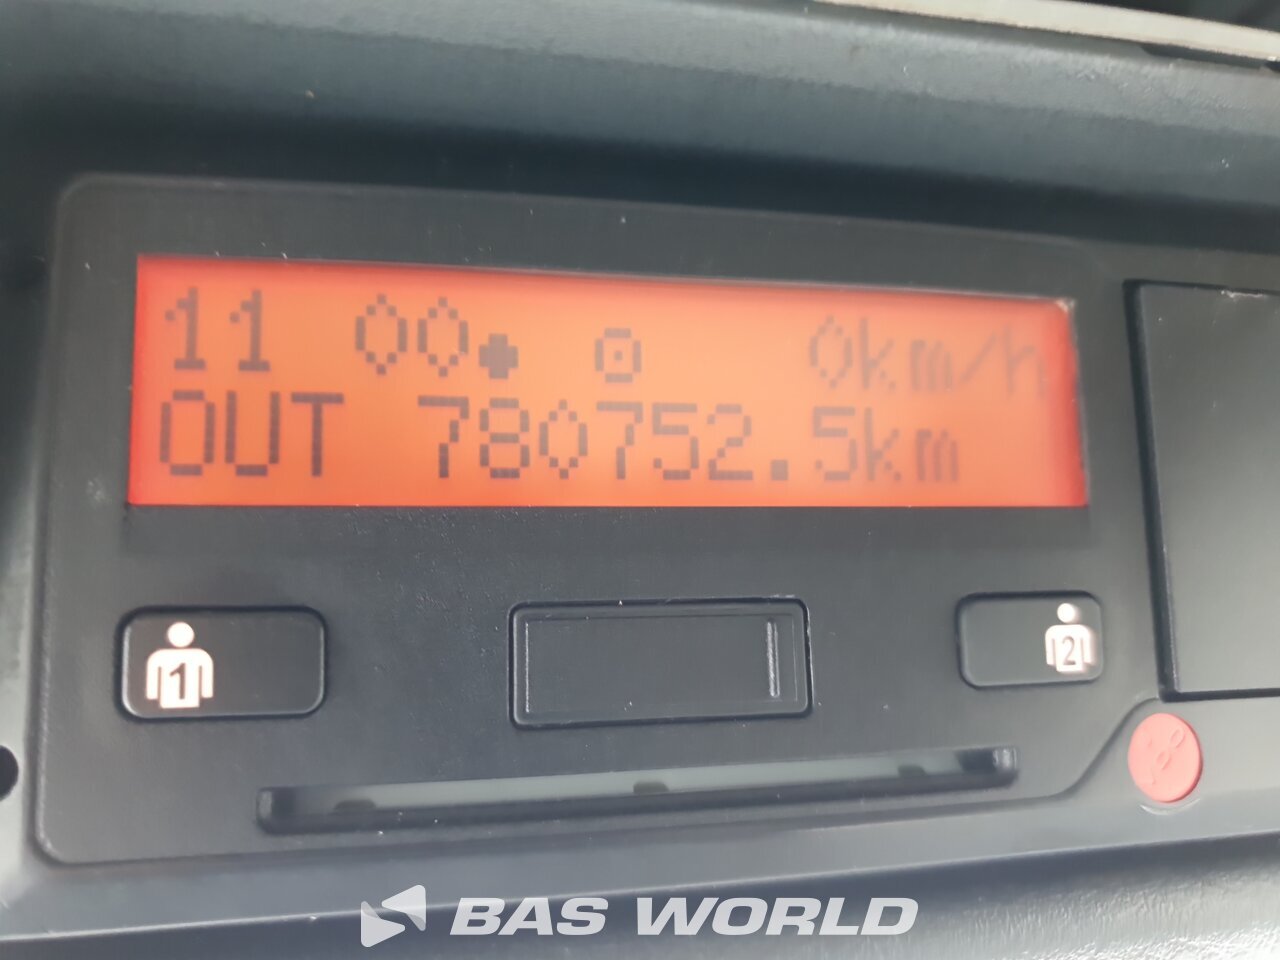 11 00 0km/h
OUT 780752.5km
1
2
BAS WORLD